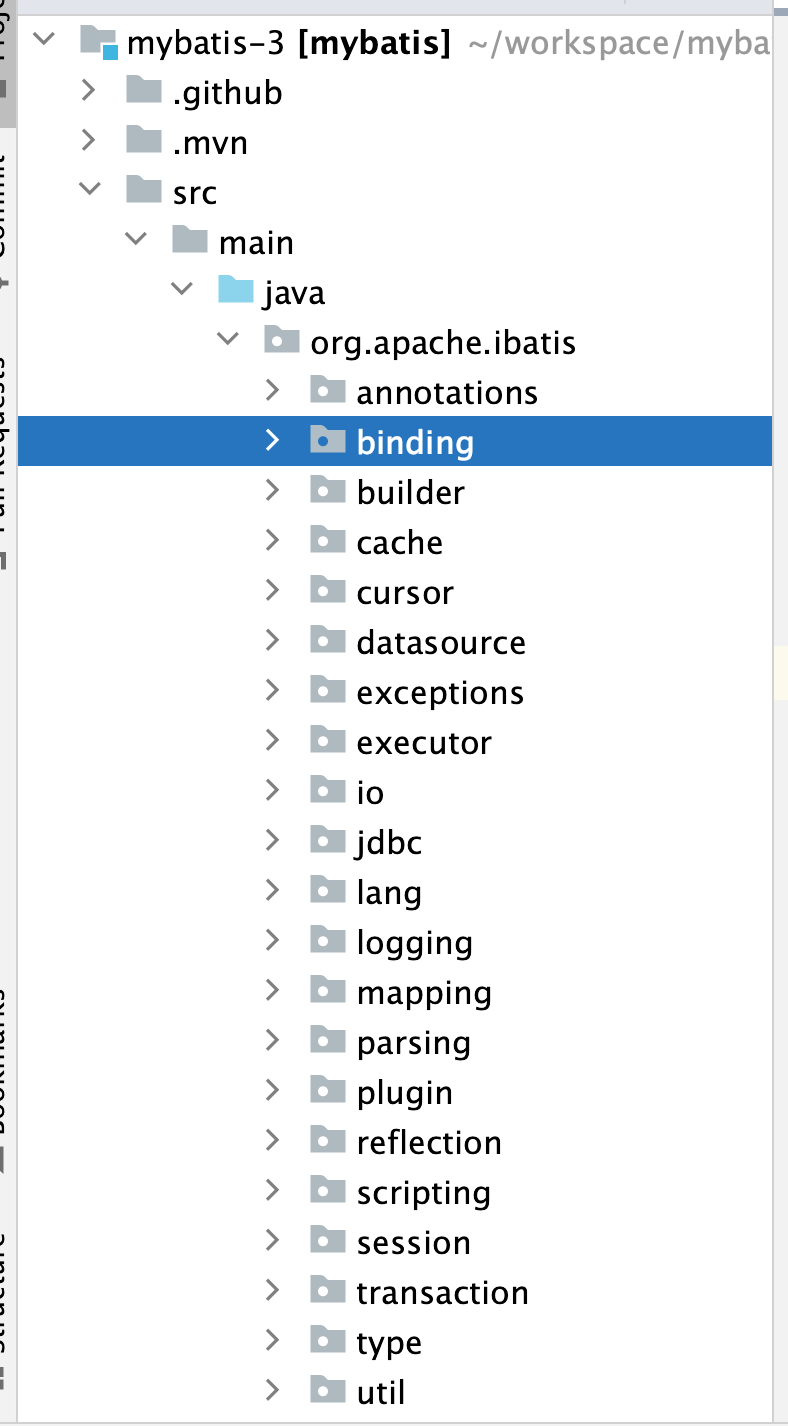 mybatis-3 [mybatis] ~/workspace/myba
.github
.mvn
src
main
java
org.apache.ibatis
annotations
binding
builder
cache
cursor
datasource
exceptions
executor
io
jdbc
lang
logging
mapping
parsing
plugin
reflection
scripting
session
transaction
type
util